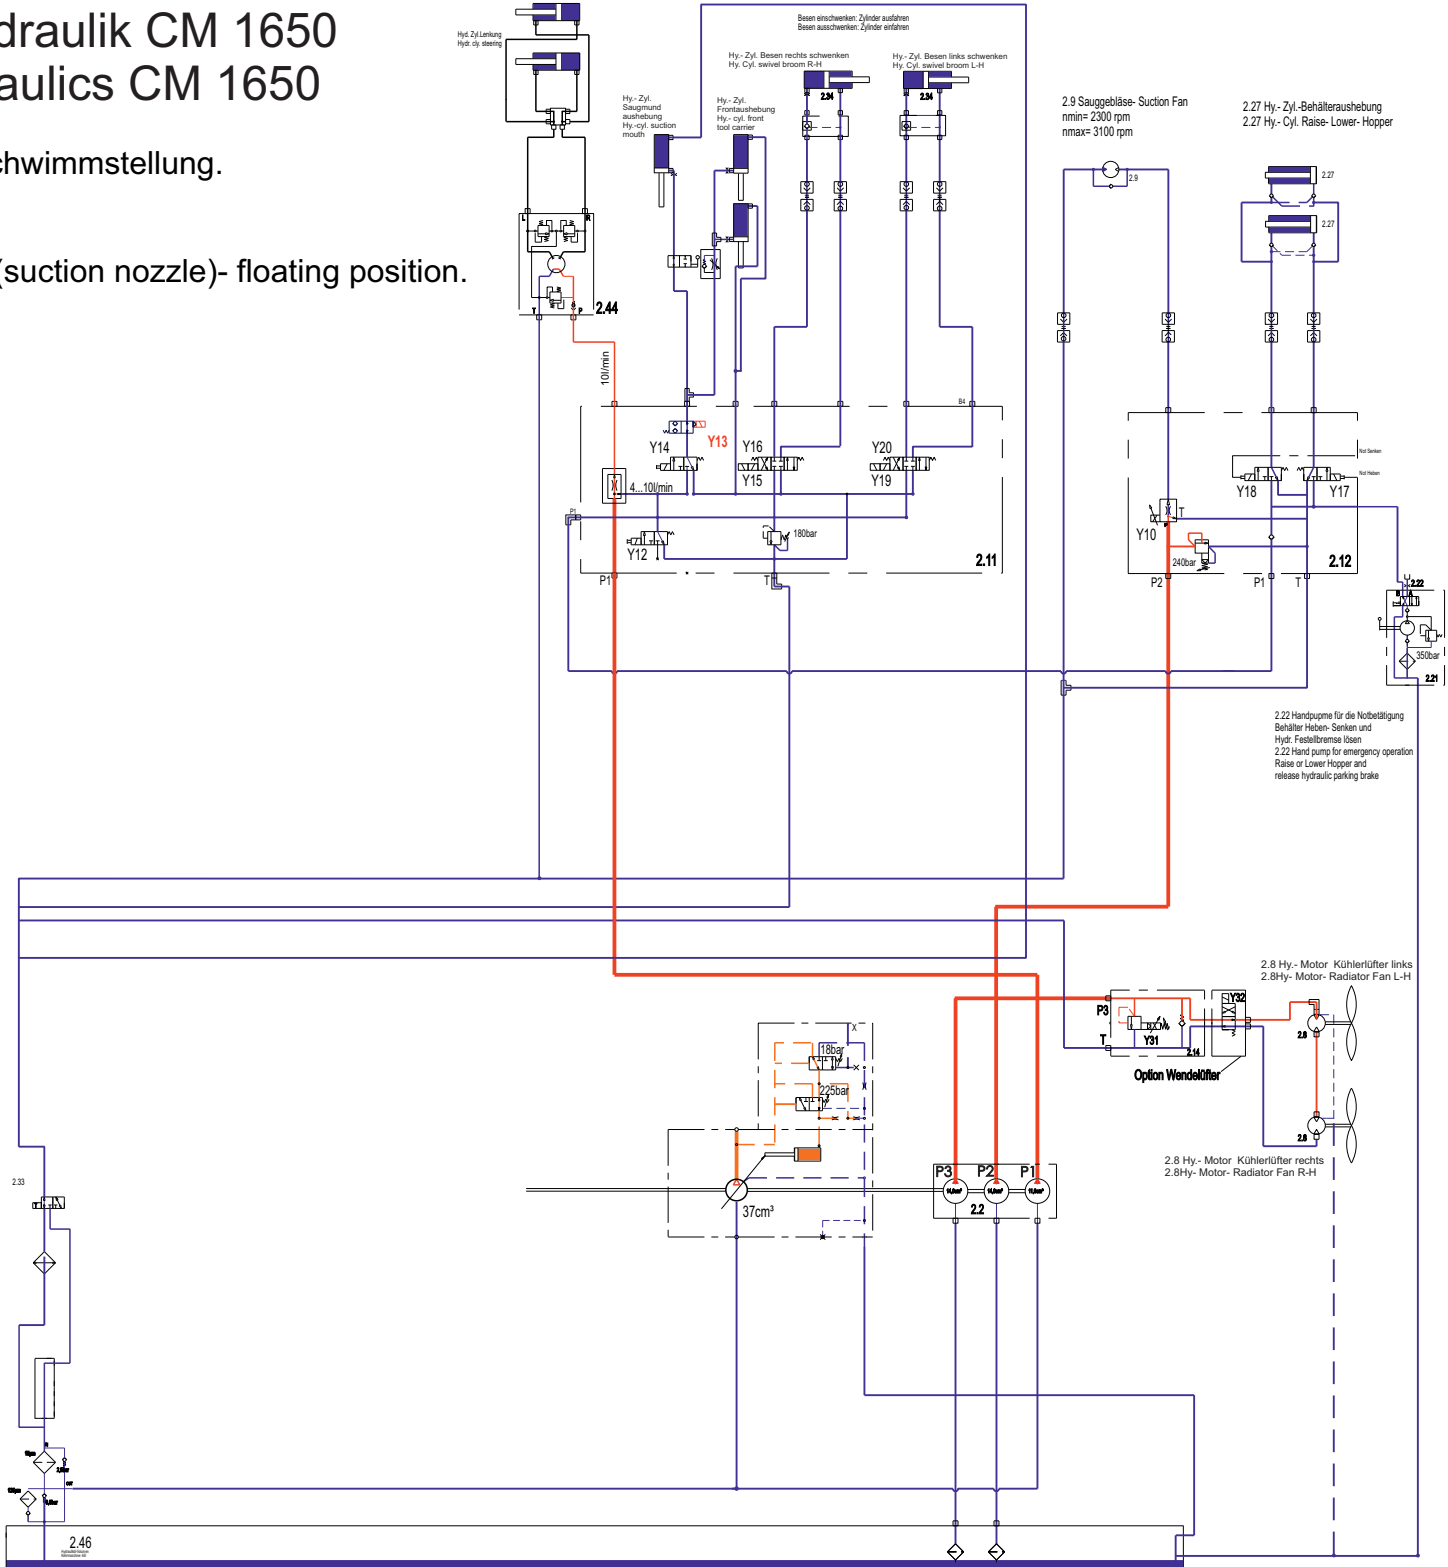 draulik CM 1650
aulics CM 1650
chwimmstellung.
(suction nozzle)- floating position.
Hyd. Zyl.Lenkung
Hydr. cly. steering
Besen einschwenken: Zylinder ausfahren
Besen ausschwenken: Zylinder einfahren
Hy.- Zyl. Besen rechts schwenken
Hy. Cyl. swivel broom R-H
Hy.- Zyl. Besen links schwenken
Hy. Cyl. swivel broom L-H
Hy.- Zyl.
Saugmund
aushebung
Hy.-cyl. suction
mouth
Hy.- Zyl.
Frontaushebung
Hy.- cyl. front
tool carrier
2.34
2.34
2.9 Sauggebläse- Suction Fan
nmin= 2300 rpm
nmax= 3100 rpm
2.27 Hy.- Zyl.-Behälteraushebung
2.27 Hy.- Cyl. Raise- Lower- Hopper
2.9
2.27
2.27
L
R
T
P
2.44
10l/min
B4
Y14
Y13
Y16
Y15
Y20
Y19
4...10l/min
P1
Y12
180bar
2.11
P1
T
Not Senken
Not Heben
Y18
Y17
Y10
T
240bar
2.12
P2
P1
T
2.22
350bar
2.21
2.22 Handpupme für die Notbetätigung
Behälter Heben- Senken und
Hydr. Festellbremse lösen
2.22 Hand pump for emergency operation
Raise or Lower Hopper and
release hydraulic parking brake
2.8 Hy.- Motor  Kühlerlüfter links
2.8Hy- Motor- Radiator Fan L-H
P3
T
Y31
2.14
Y32
Option Wendelüfter
2.8
2.8
2.8 Hy.- Motor  Kühlerlüfter rechts
2.8Hy- Motor- Radiator Fan R-H
X
18bar
225bar
37cm³
P3
P2
P1
2.2
2.33
2.46